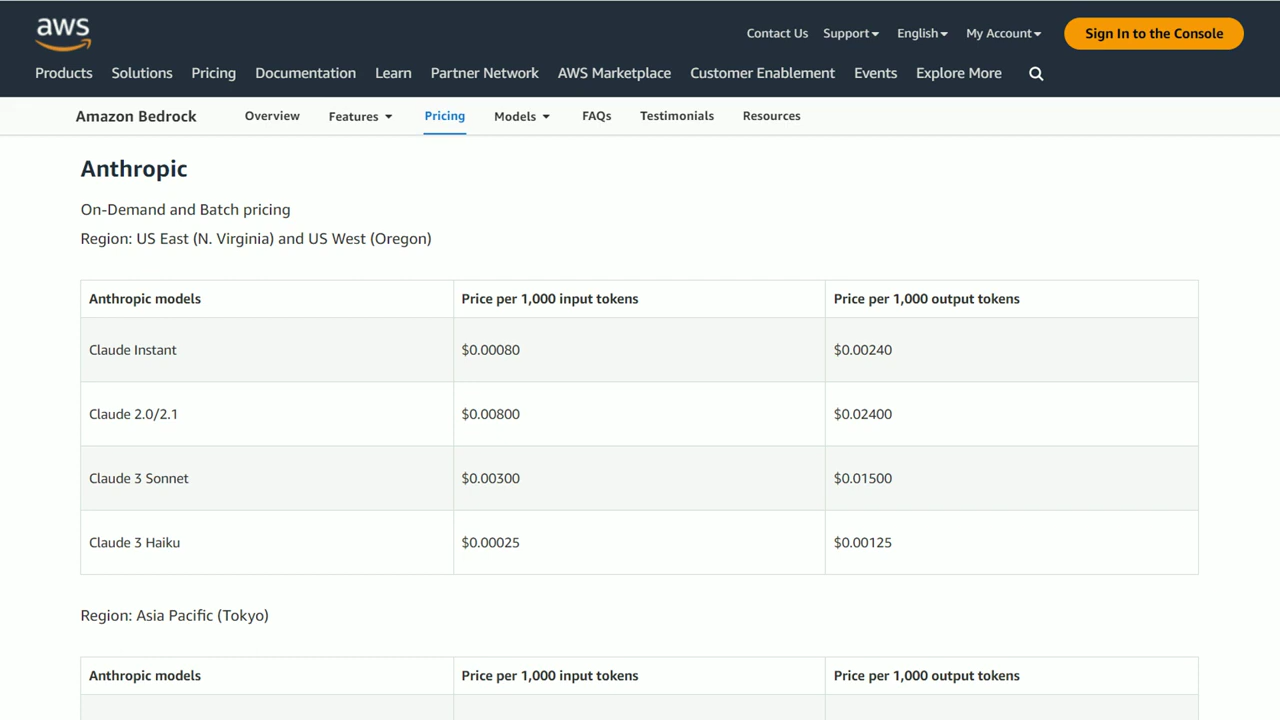 aws
Contact Us Support English My Account Sign In to the Console
Products Solutions Pricing Documentation Learn Partner Network AWS Marketplace Customer Enablement Events Explore More
Amazon Bedrock Overview Features Pricing Models FAQs Testimonials Resources
Anthropic
On-Demand and Batch pricing
Region: US East (N. Virginia) and US West (Oregon)
Anthropic models Price per 1,000 input tokens Price per 1,000 output tokens
Claude Instant $0.00080 $0.00240
Claude 2.0/2.1 $0.00800 $0.02400
Claude 3 Sonnet $0.00300 $0.01500
Claude 3 Haiku $0.00025 $0.00125
Region: Asia Pacific (Tokyo)
Anthropic models Price per 1,000 input tokens Price per 1,000 output tokens